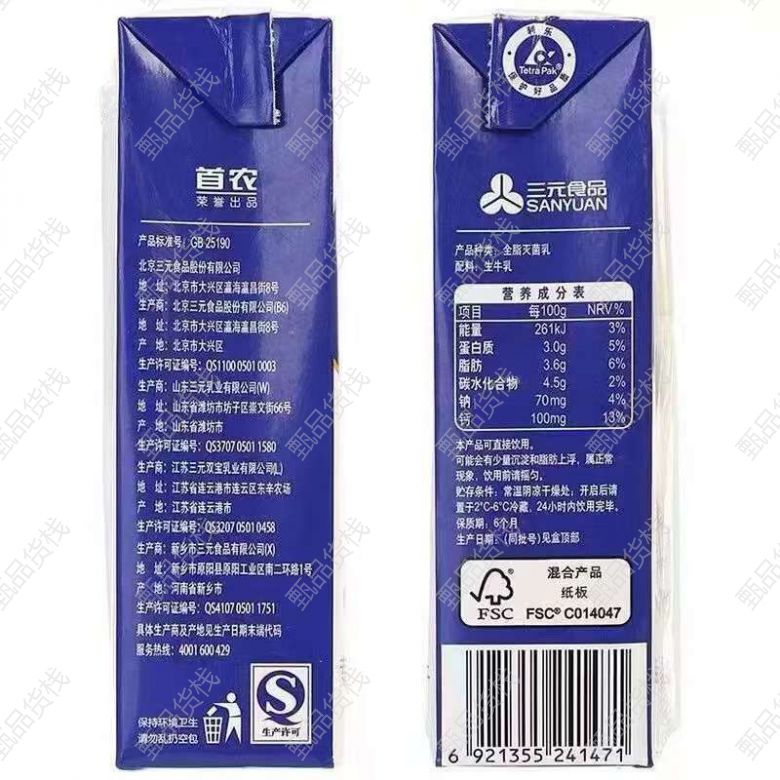 首农
荣誉出品
产品标准号：GB 25190
北京三元食品股份有限公司
地 址：北京市大兴区瀛海瀛昌街8号
生产商：北京三元食品股份有限公司(B6)
地 址：北京市大兴区瀛海瀛昌街8号
产 地：北京市大兴区
生产许可证编号：QS1100 0501 0003
生产商：山东三元乳业有限公司(W)
地 址：山东省潍坊市坊子区崇文街66号
产 地：山东省潍坊市
生产许可证编号：QS3707 0501 1580
生产商：江苏三元双宝乳业有限公司(L)
地 址：江苏省连云港市连云区东辛农场
产 地：江苏省连云港市
生产许可证编号：QS3207 0501 0458
生产商：新乡市三元食品有限公司(X)
地 址：新乡市原阳县原阳工业区南二环路1号
产 地：河南省新乡市
生产许可证编号：QS4107 0501 1751
具体生产商及产地见生产日期末端代码
服务热线：4001 600 429
保持环境卫生
请勿乱扔空包
生产许可
利乐
Tetra Pak®
保护好品质
三元食品
SANYUAN
产品种类：全脂灭菌乳
配料：生牛乳
营养成分表
项目 每100g NRV%
能量 261kJ 3%
蛋白质 3.0g 5%
脂肪 3.6g 6%
碳水化合物 4.5g 2%
钠 70mg 4%
钙 100mg 13%
本产品可直接饮用。
可能会有少量沉淀和脂肪上浮，属正常
现象，饮用前请摇匀。
贮存条件：常温阴凉干燥处；开启后请
置于2°C-6°C冷藏，24小时内饮用完毕。
保质期：6个月
生产日期：(同批号)见盒顶部
FSC
混合产品
纸板
FSC® C014047
6 921355 241471
甄品货栈